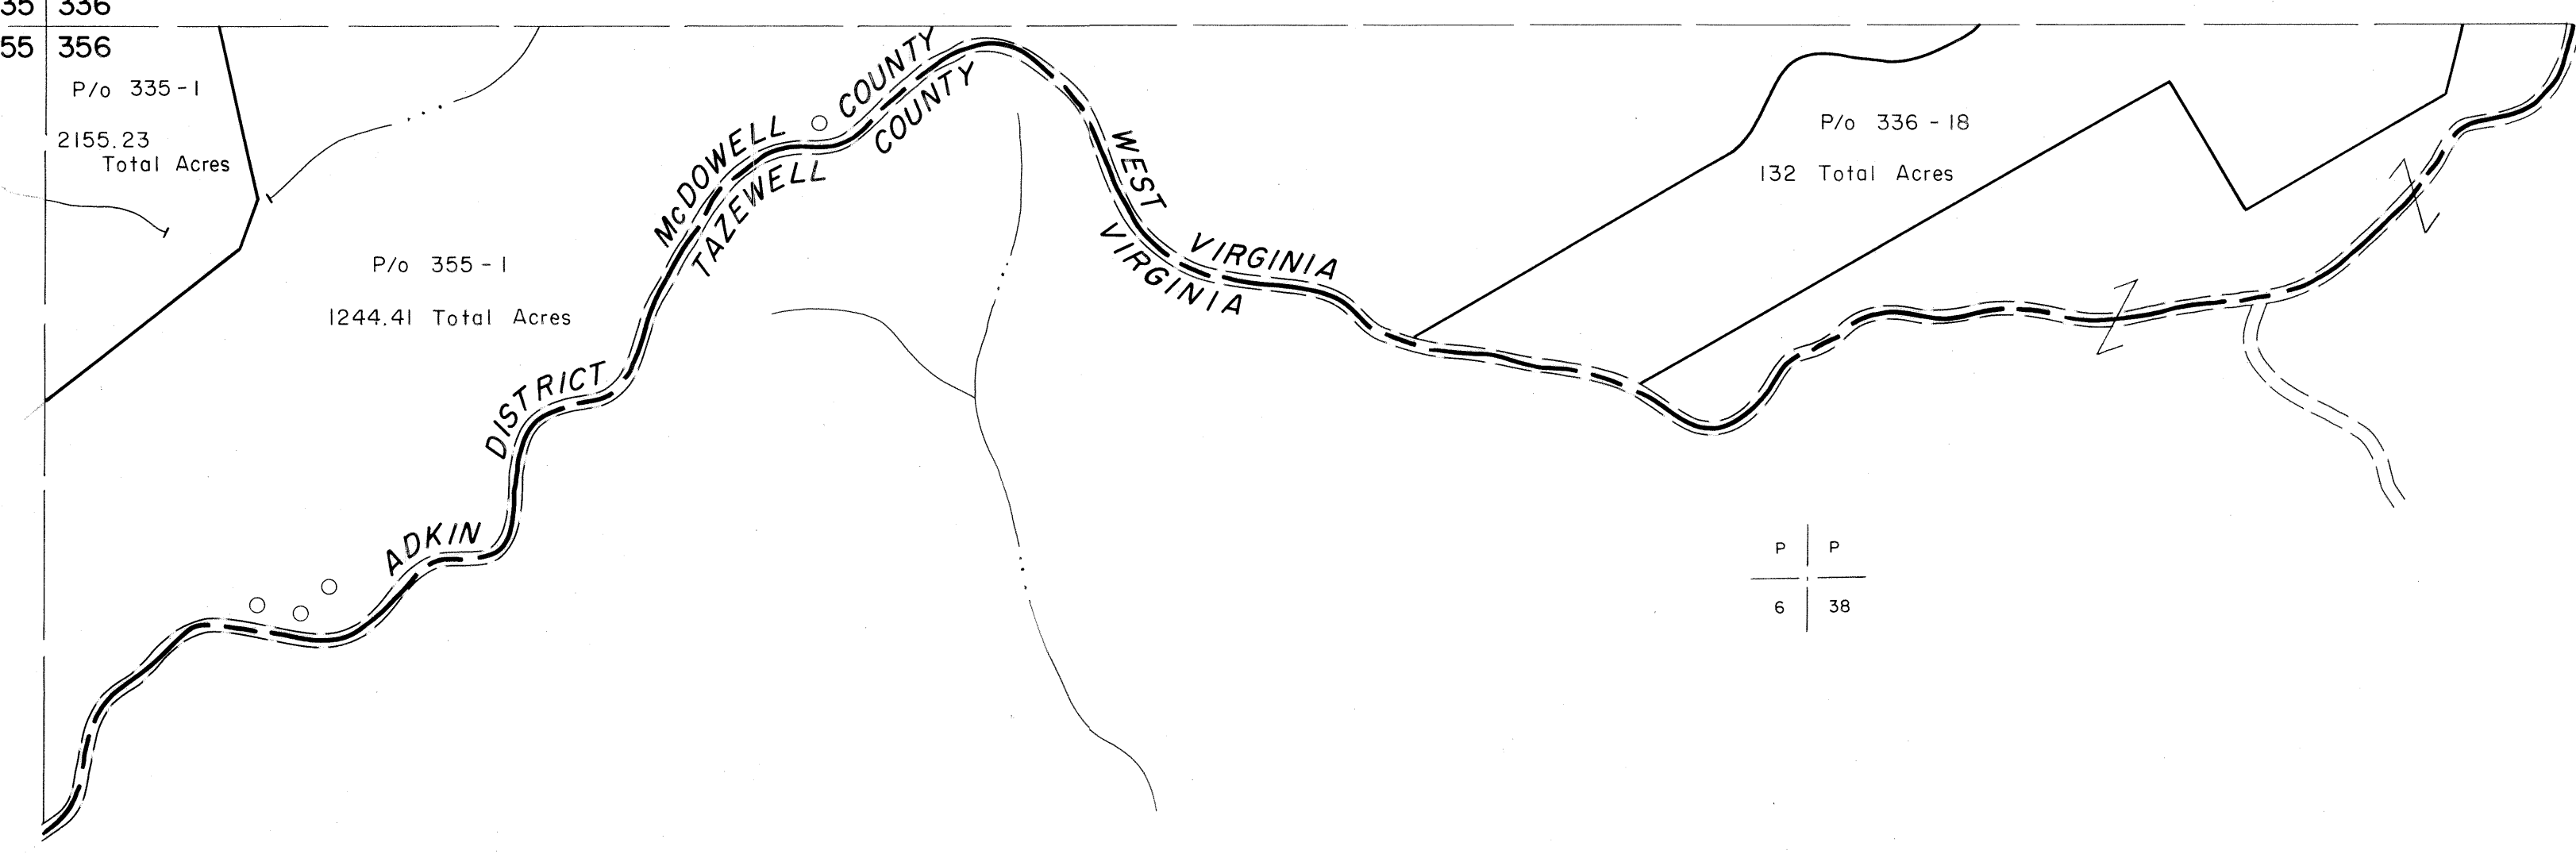 35 336
55 356
P/o 335-1
2155.23
Total Acres
P/o 355-1
1244.41 Total Acres
McDOWELL COUNTY
TAZEWELL COUNTY
WEST VIRGINIA
VIRGINIA
ADKIN DISTRICT
P/o 336-18
132 Total Acres
P P
6 38